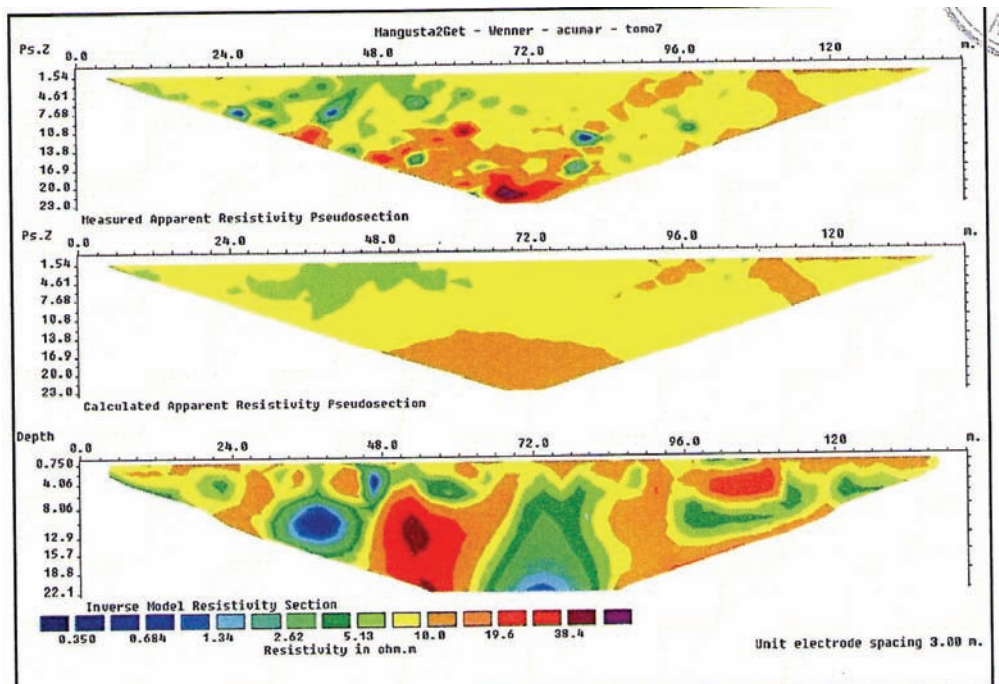 Mangusta2Get - Wenner - acumar - tomo7
Ps.Z 0.0 24.0 48.0 72.0 96.0 120 m.
1.54
4.61
7.68
10.8
13.8
16.9
20.0
23.0
Measured Apparent Resistivity Pseudosection
Ps.Z 0.0 24.0 48.0 72.0 96.0 120 m.
1.54
4.61
7.68
10.8
13.8
16.9
20.0
23.0
Calculated Apparent Resistivity Pseudosection
Depth 0.0 24.0 48.0 72.0 96.0 120 m.
0.750
4.06
8.06
12.9
15.7
18.8
22.1
Inverse Model Resistivity Section
0.350 0.684 1.34 2.62 5.13 10.0 19.6 38.4
Resistivity in ohm.m
Unit electrode spacing 3.00 m.